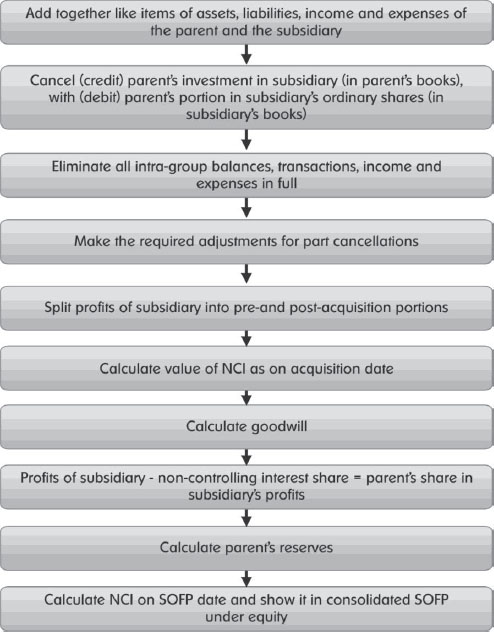 Add together like items of assets, liabilities, income and expenses of
the parent and the subsidiary
Cancel (credit) parent's investment in subsidiary (in parent's books),
with (debit) parent's portion in subsidiary's ordinary shares (in
subsidiary's books)
Eliminate all intra-group balances, transactions, income and
expenses in full
Make the required adjustments for part cancellations
Split profits of subsidiary into pre-and post-acquisition portions
Calculate value of NCI as on acquisition date
Calculate goodwill
Profits of subsidiary - non-controlling interest share = parent's share in
subsidiary's profits
Calculate parent's reserves
Calculate NCI on SOFP date and show it in consolidated SOFP
under equity